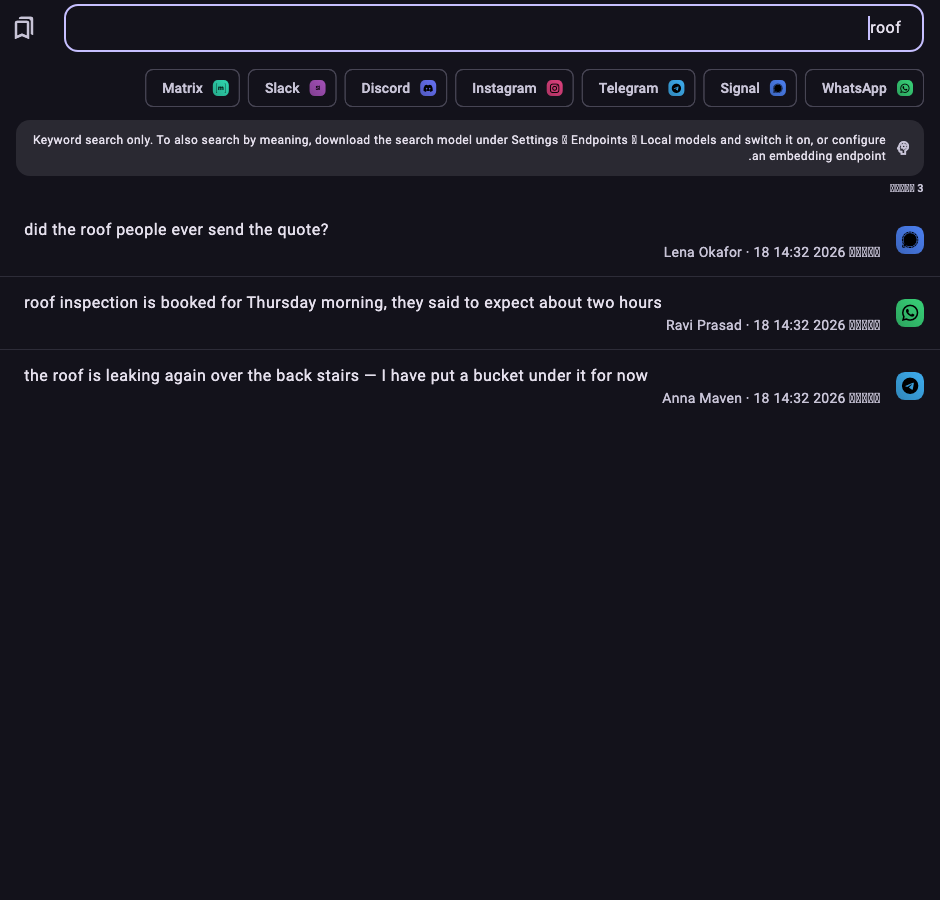 roof
WhatsApp
Signal
Telegram
Instagram
Discord
Slack
Matrix
Keyword search only. To also search by meaning, download the search model under Settings Endpoints Local models and switch it on, or configure
an embedding endpoint.
3
did the roof people ever send the quote?
Lena Okafor · 18 14:32 2026
roof inspection is booked for Thursday morning, they said to expect about two hours
Ravi Prasad · 18 14:32 2026
the roof is leaking again over the back stairs — I have put a bucket under it for now
Anna Maven · 18 14:32 2026